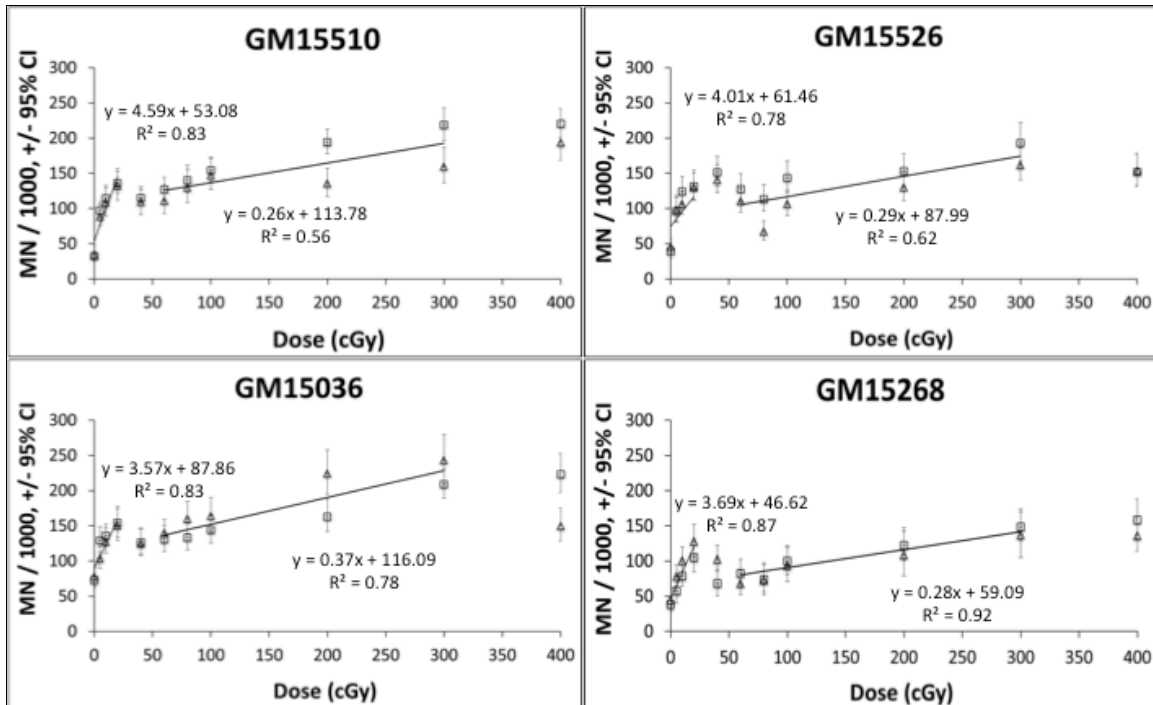 GM15510
MN / 1000, +/- 95% CI
300
250
200
150
100
50
0
y = 4.59x + 53.08
R² = 0.83
y = 0.26x + 113.78
R² = 0.56
0 50 100 150 200 250 300 350 400
Dose (cGy)
GM15526
MN / 1000, +/- 95% CI
300
250
200
150
100
50
0
y = 4.01x + 61.46
R² = 0.78
y = 0.29x + 87.99
R² = 0.62
0 50 100 150 200 250 300 350 400
Dose (cGy)
GM15036
MN / 1000, +/- 95% CI
300
250
200
150
100
50
0
y = 3.57x + 87.86
R² = 0.83
y = 0.37x + 116.09
R² = 0.78
0 50 100 150 200 250 300 350 400
Dose (cGy)
GM15268
MN / 1000, +/- 95% CI
300
250
200
150
100
50
0
y = 3.69x + 46.62
R² = 0.87
y = 0.28x + 59.09
R² = 0.92
0 50 100 150 200 250 300 350 400
Dose (cGy)